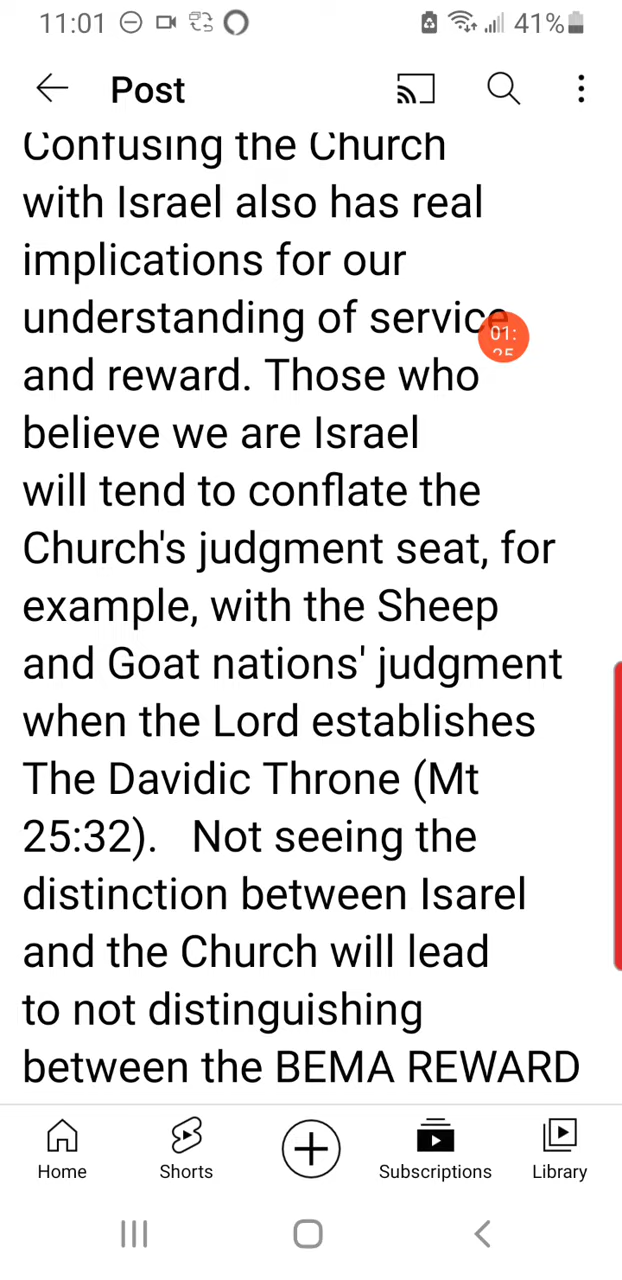 11:01 41%
Post
Confusing the Church
with Israel also has real
implications for our
understanding of service
01:
and reward. Those who
believe we are Israel
will tend to conflate the
Church's judgment seat, for
example, with the Sheep
and Goat nations' judgment
when the Lord establishes
The Davidic Throne (Mt
25:32). Not seeing the
distinction between Isarel
and the Church will lead
to not distinguishing
between the BEMA REWARD
Home Shorts Subscriptions Library